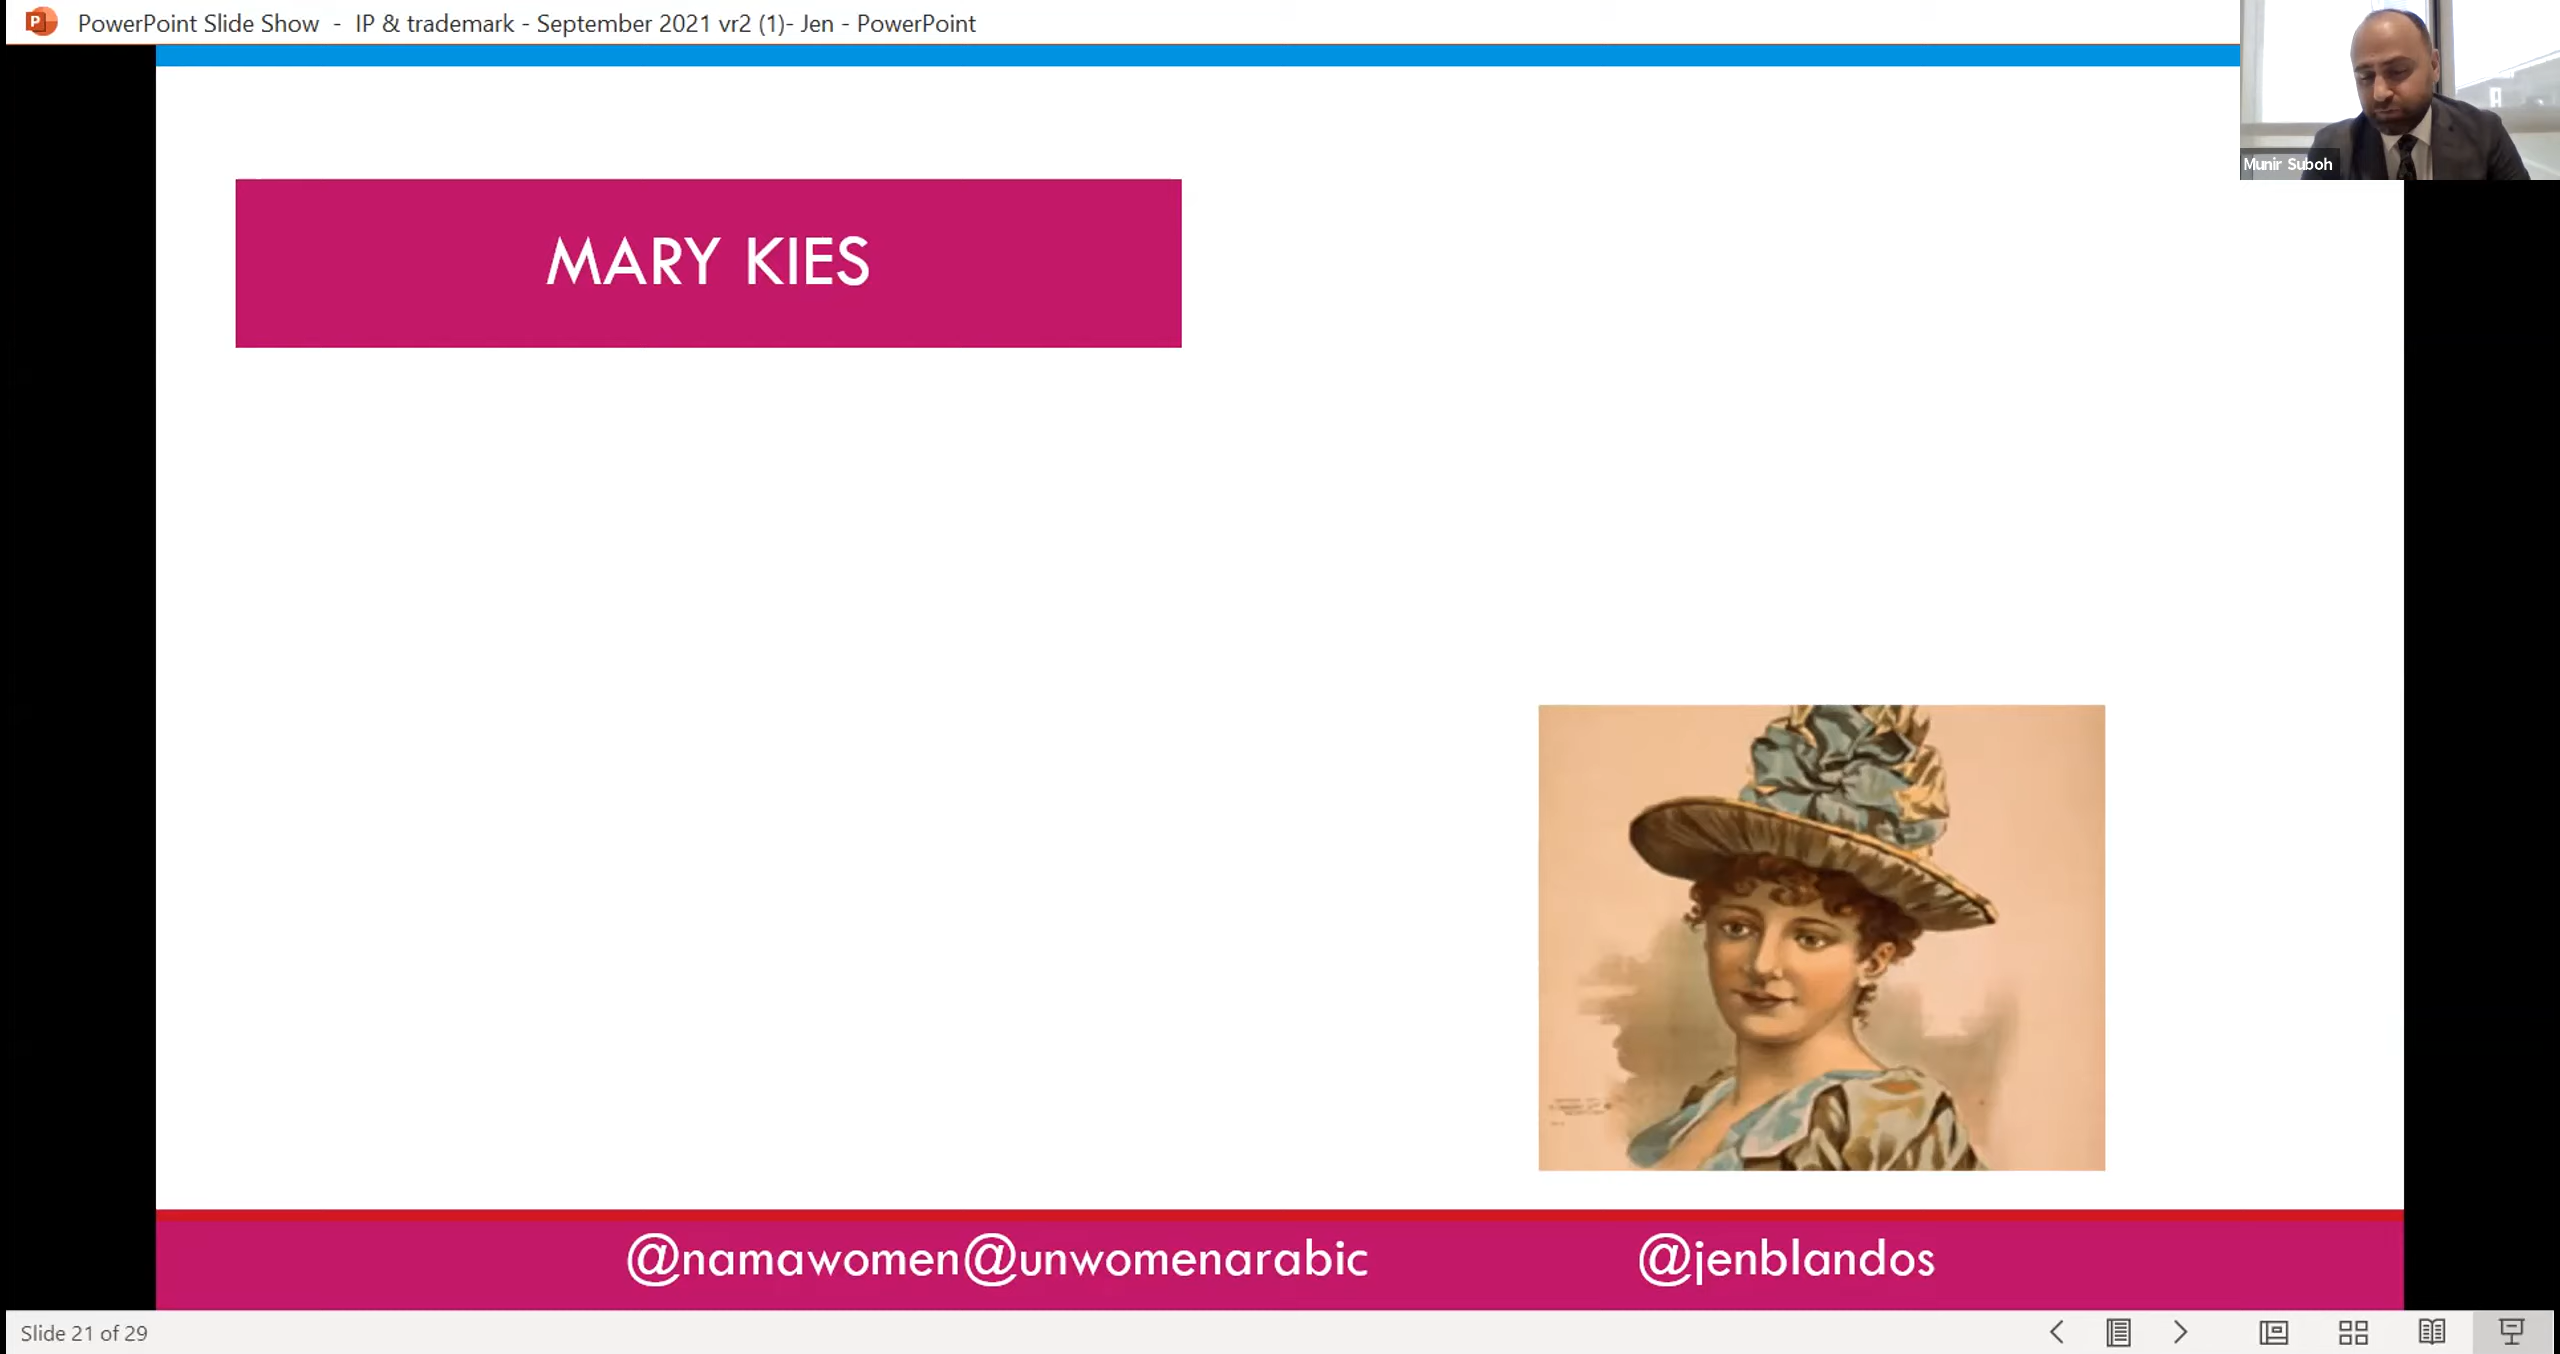 PowerPoint Slide Show - IP & trademark - September 2021 vr2 (1)- Jen - PowerPoint
Munir Suboh
MARY KIES
@namawomen@unwomenarabic @jenblandos
Slide 21 of 29